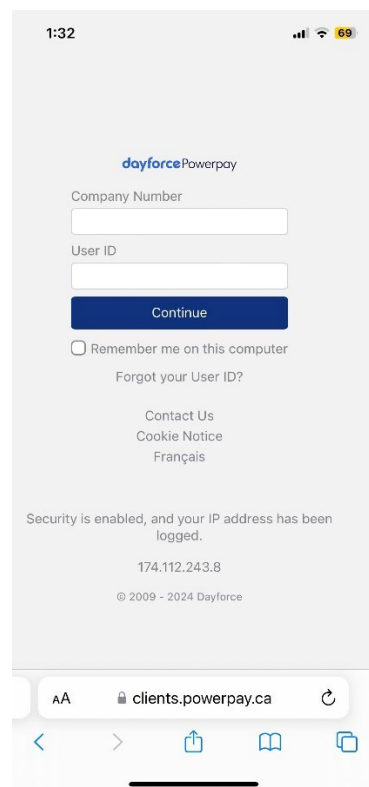 1:32
69
dayforce Powerpay
Company Number
User ID
Continue
Remember me on this computer
Forgot your User ID?
Contact Us
Cookie Notice
Français
Security is enabled, and your IP address has been
logged.
174.112.243.8
© 2009 - 2024 Dayforce
AA
clients.powerpay.ca